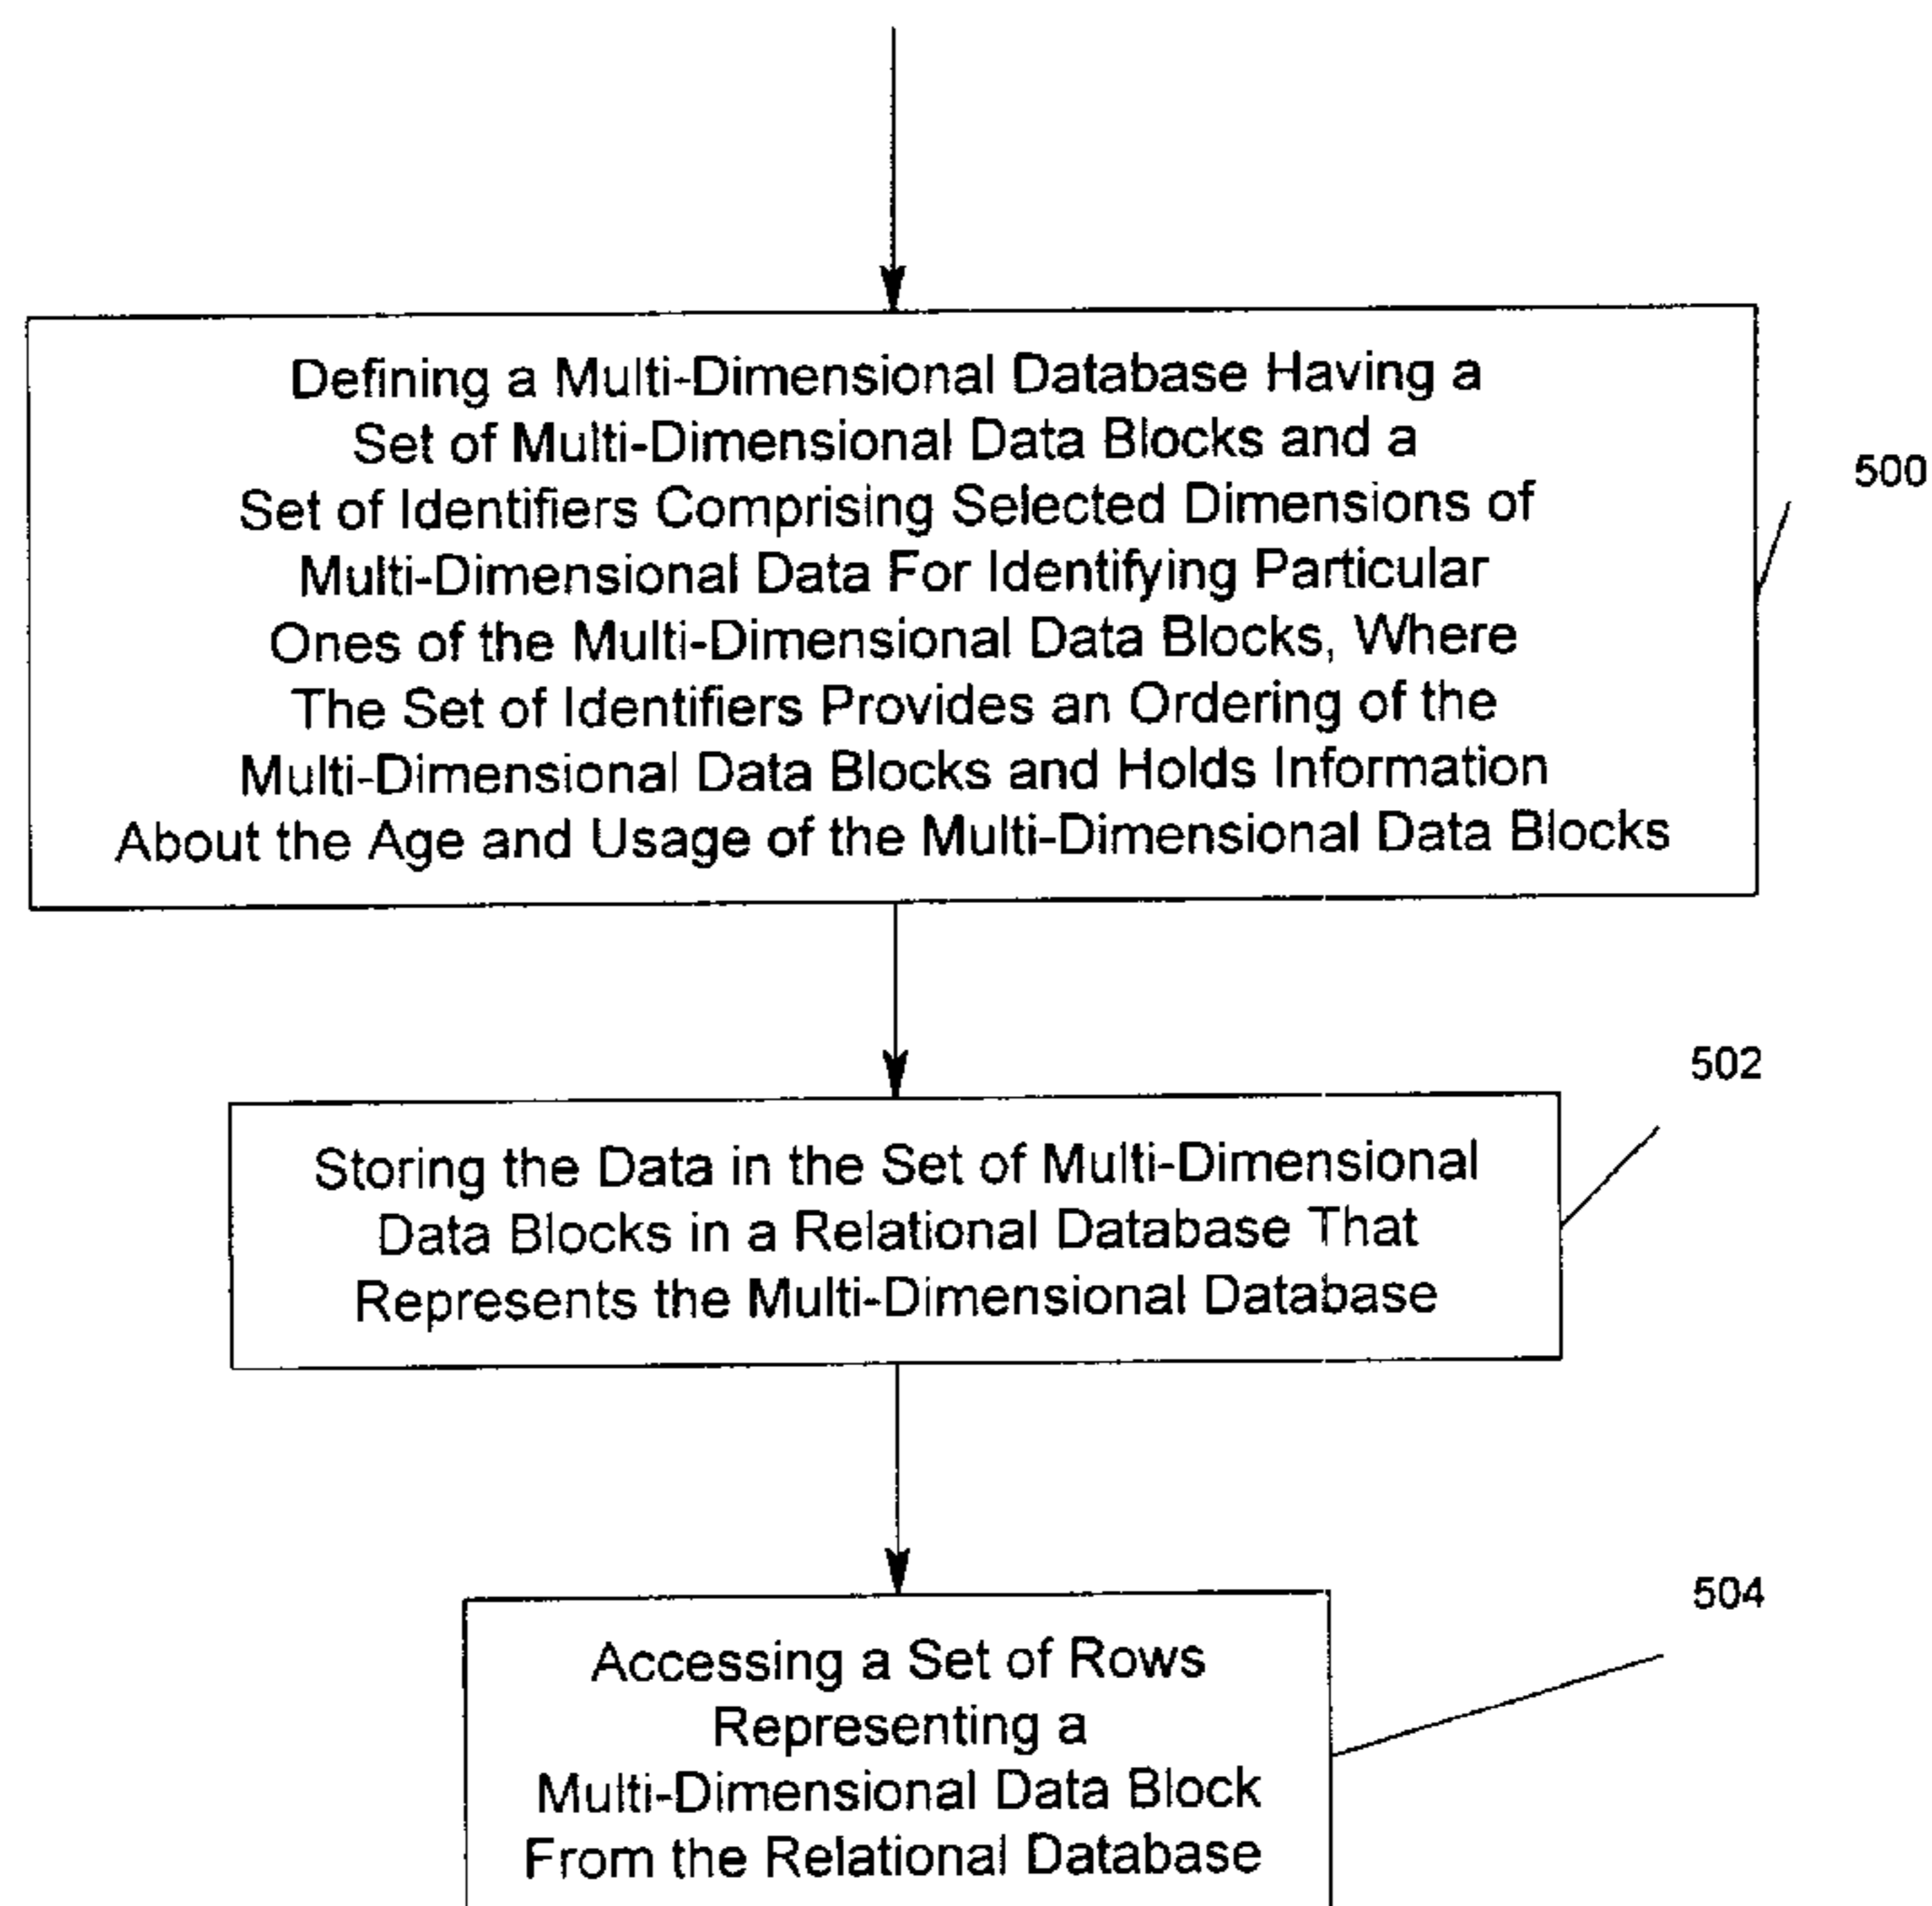 Defining a Multi-Dimensional Database Having a
Set of Multi-Dimensional Data Blocks and a
Set of Identifiers Comprising Selected Dimensions of
Multi-Dimensional Data For Identifying Particular
Ones of the Multi-Dimensional Data Blocks, Where
The Set of Identifiers Provides an Ordering of the
Multi-Dimensional Data Blocks and Holds Information
About the Age and Usage of the Multi-Dimensional Data Blocks
500
502
Storing the Data in the Set of Multi-Dimensional
Data Blocks in a Relational Database That
Represents the Multi-Dimensional Database
504
Accessing a Set of Rows
Representing a
Multi-Dimensional Data Block
From the Relational Database